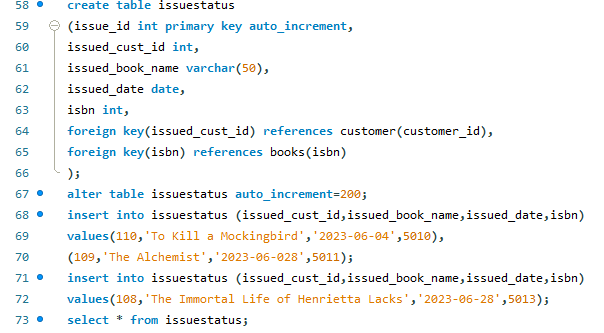 58 create table issuestatus
59 (issue_id int primary key auto_increment,
60 issued_cust_id int,
61 issued_book_name varchar(50),
62 issued_date date,
63 isbn int,
64 foreign key(issued_cust_id) references customer(customer_id),
65 foreign key(isbn) references books(isbn)
66 );
67 alter table issuestatus auto_increment=200;
68 insert into issuestatus (issued_cust_id,issued_book_name,issued_date,isbn)
69 values(110,'To Kill a Mockingbird','2023-06-04',5010),
70 (109,'The Alchemist','2023-06-028',5011);
71 insert into issuestatus (issued_cust_id,issued_book_name,issued_date,isbn)
72 values(108,'The Immortal Life of Henrietta Lacks','2023-06-28',5013);
73 select * from issuestatus;